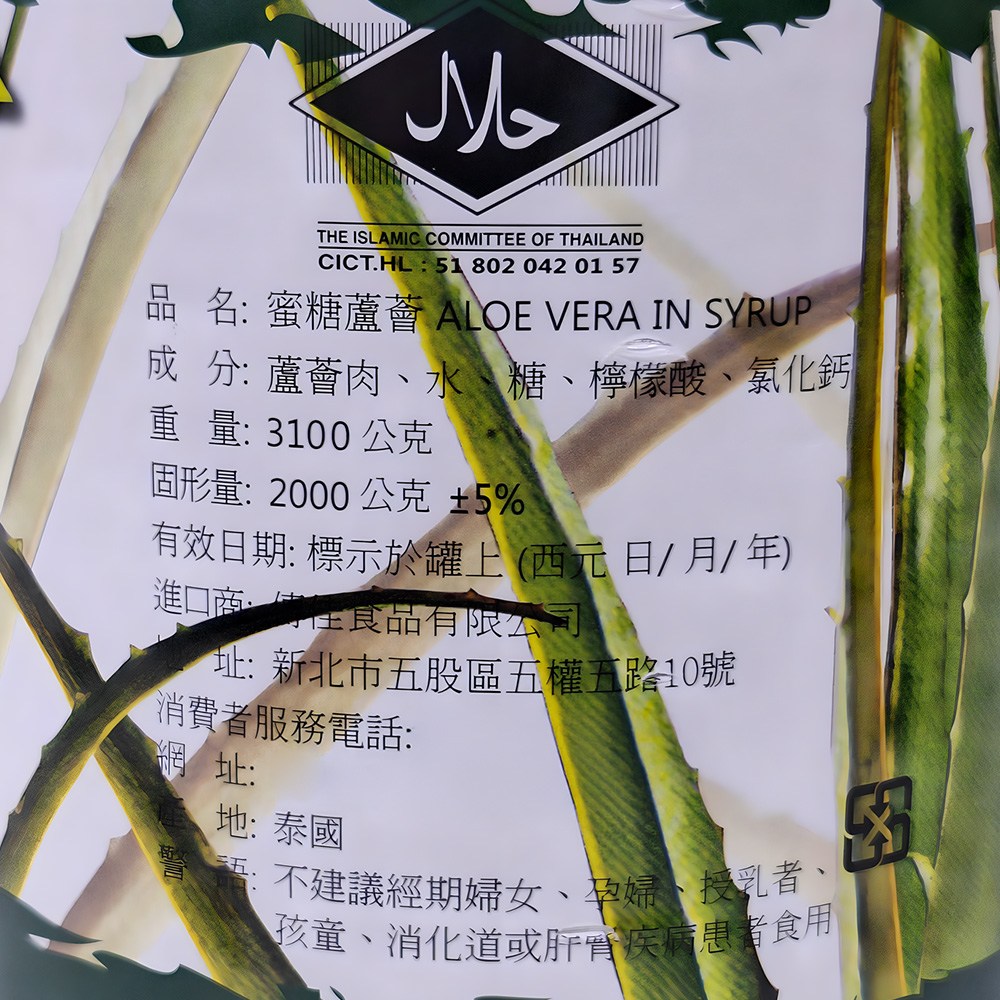 حلال
THE ISLAMIC COMMITTEE OF THAILAND
CICT.HL : 51 802 042 01 57
品 名: 蜜糖蘆薈 ALOE VERA IN SYRUP
成 分: 蘆薈肉、水、糖、檸檬酸、氯化鈣
重 量: 3100 公克
固形量: 2000 公克 ±5%
有效日期: 標示於罐上 (西元 日/月/年)
進口商: 佳食品有限公司
址: 新北市五股區五權五路10號
消費者服務電話:
網 址:
產 地: 泰國
警 語: 不建議經期婦女、孕婦、授乳者、
孩童、消化道或肝腎疾病患者食用